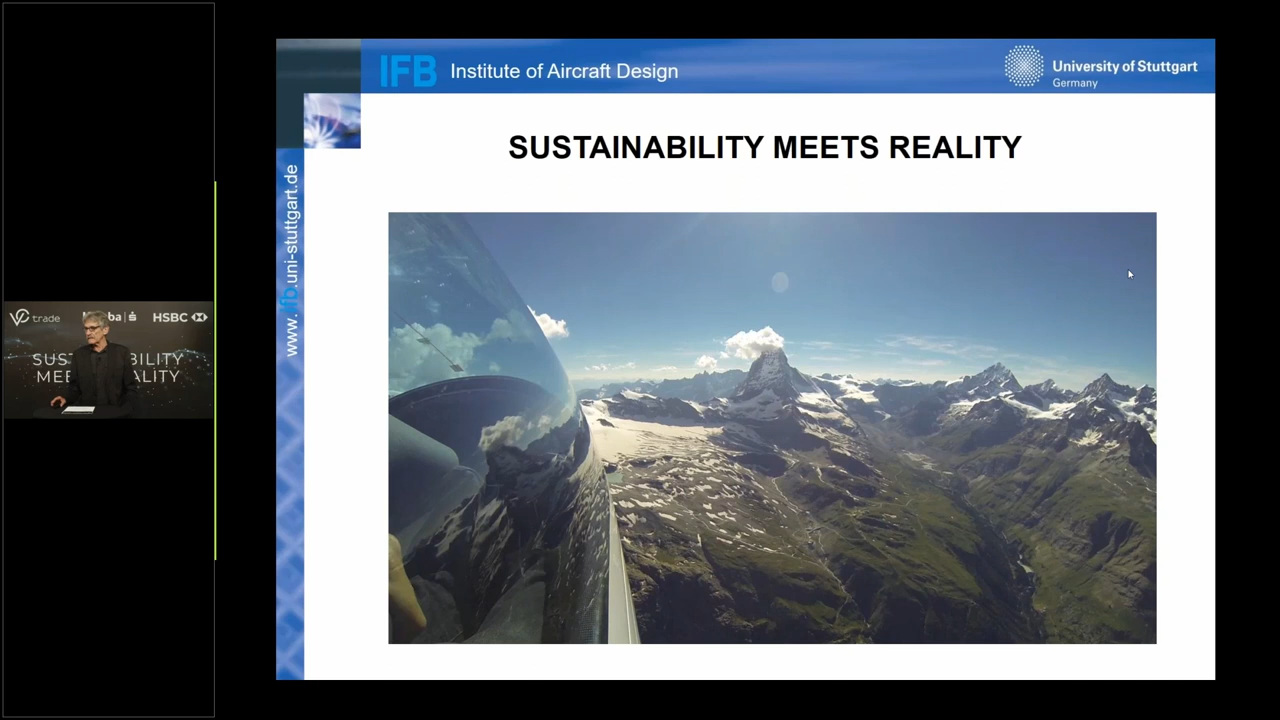 IFB Institute of Aircraft Design
University of Stuttgart
Germany
SUSTAINABILITY MEETS REALITY
www.ifb.uni-stuttgart.de
trade
HSBC